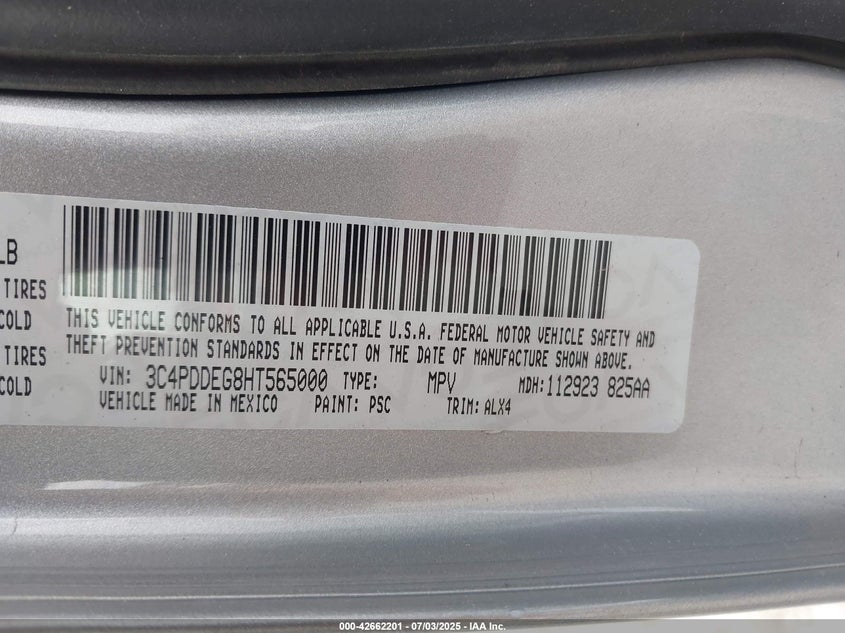 LB
TIRES
COLD
TIRES
COLD
THIS VEHICLE CONFORMS TO ALL APPLICABLE U.S.A. FEDERAL MOTOR VEHICLE SAFETY AND
THEFT PREVENTION STANDARDS IN EFFECT ON THE DATE OF MANUFACTURE SHOWN ABOVE.
VIN: 3C4PDDEG8HT565000 TYPE: MPV MDH:112923 825AA
VEHICLE MADE IN MEXICO PAINT: PSC TRIM: ALX4
000-42662201 - 07/03/2025 - IAA Inc.